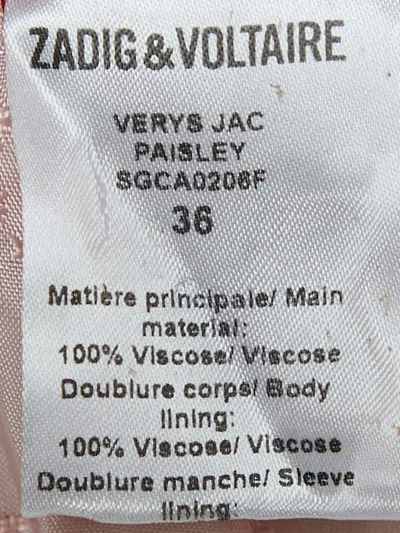 ZADIG&VOLTAIRE
VERYS JAC
PAISLEY
SGCA0206F
36
Matière principale/ Main
material:
100% Viscose/ Viscose
Doublure corps/ Body
lining:
100% Viscose/ Viscose
Doublure manche/ Sleeve
lining: